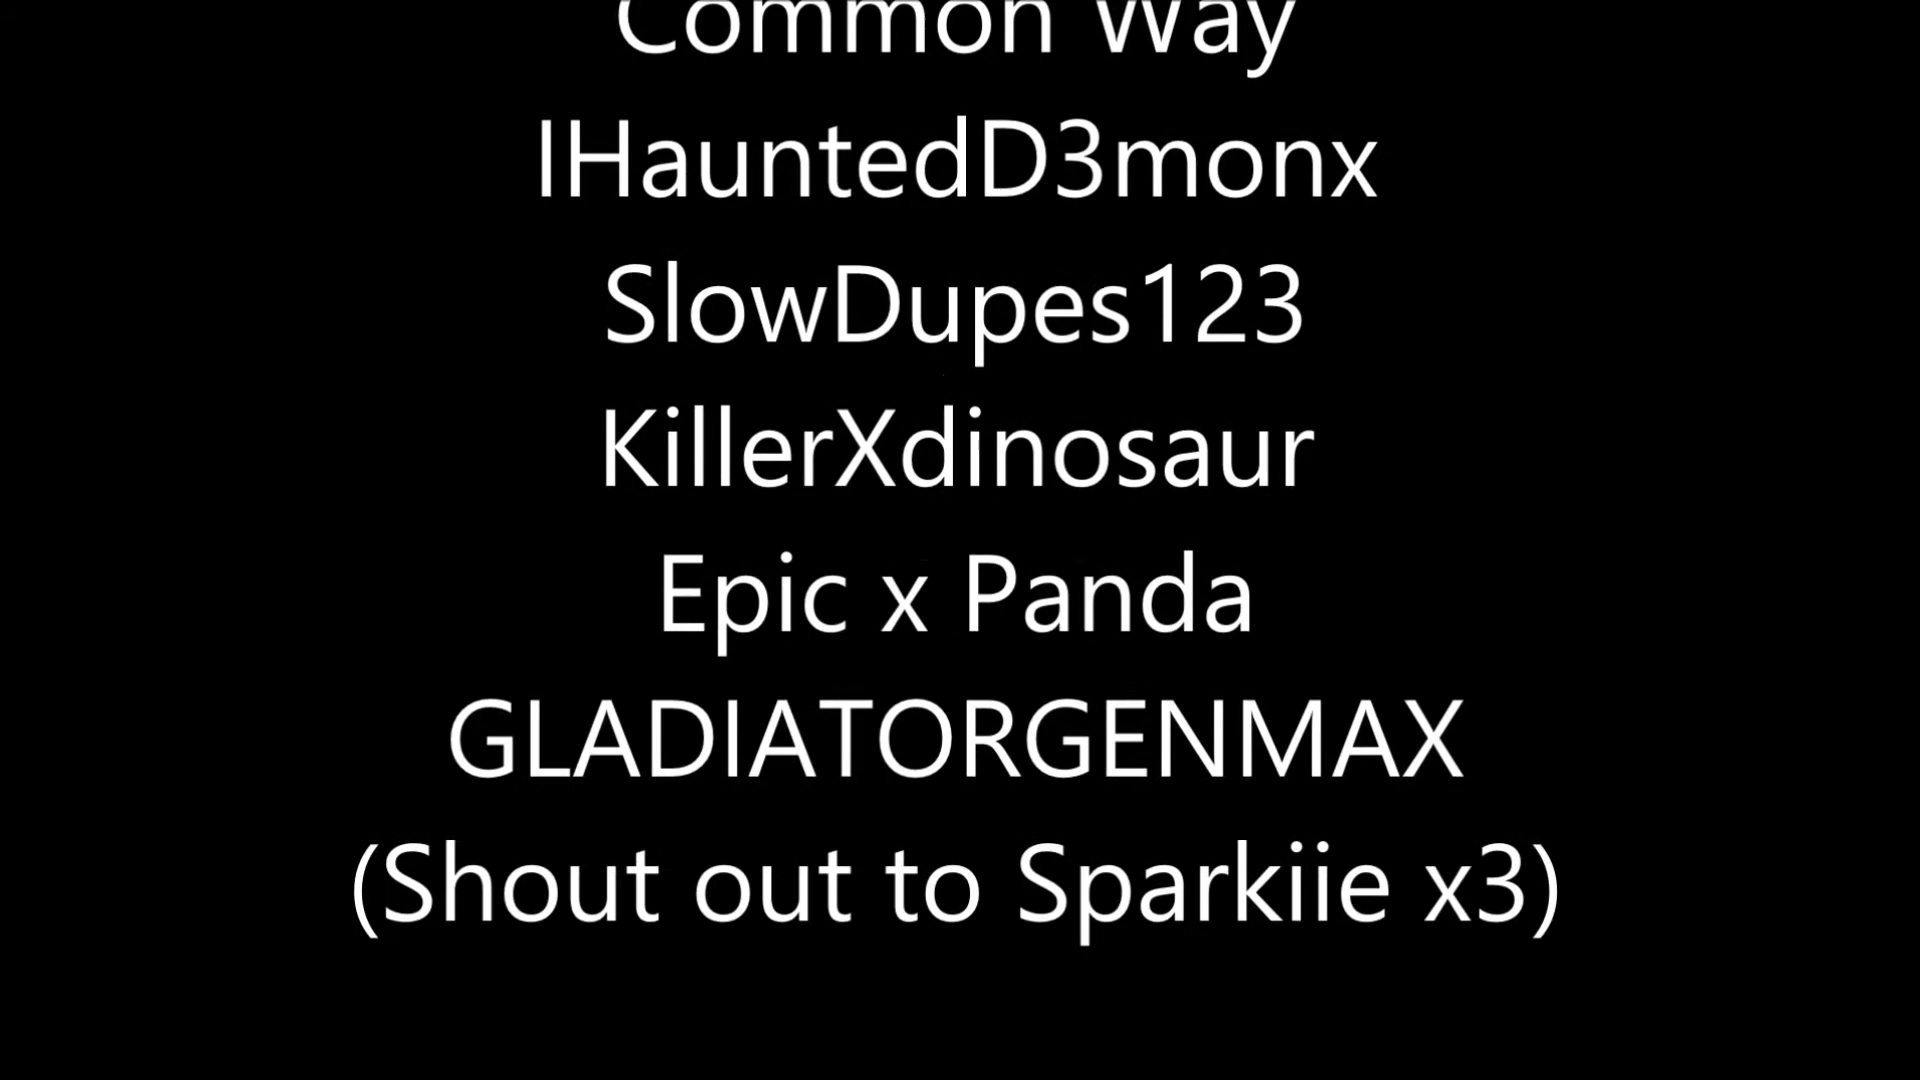 Common Way
IHauntedD3monx
SlowDupes123
KillerXdinosaur
Epic x Panda
GLADIATORGENMAX
(Shout out to Sparkiie x3)